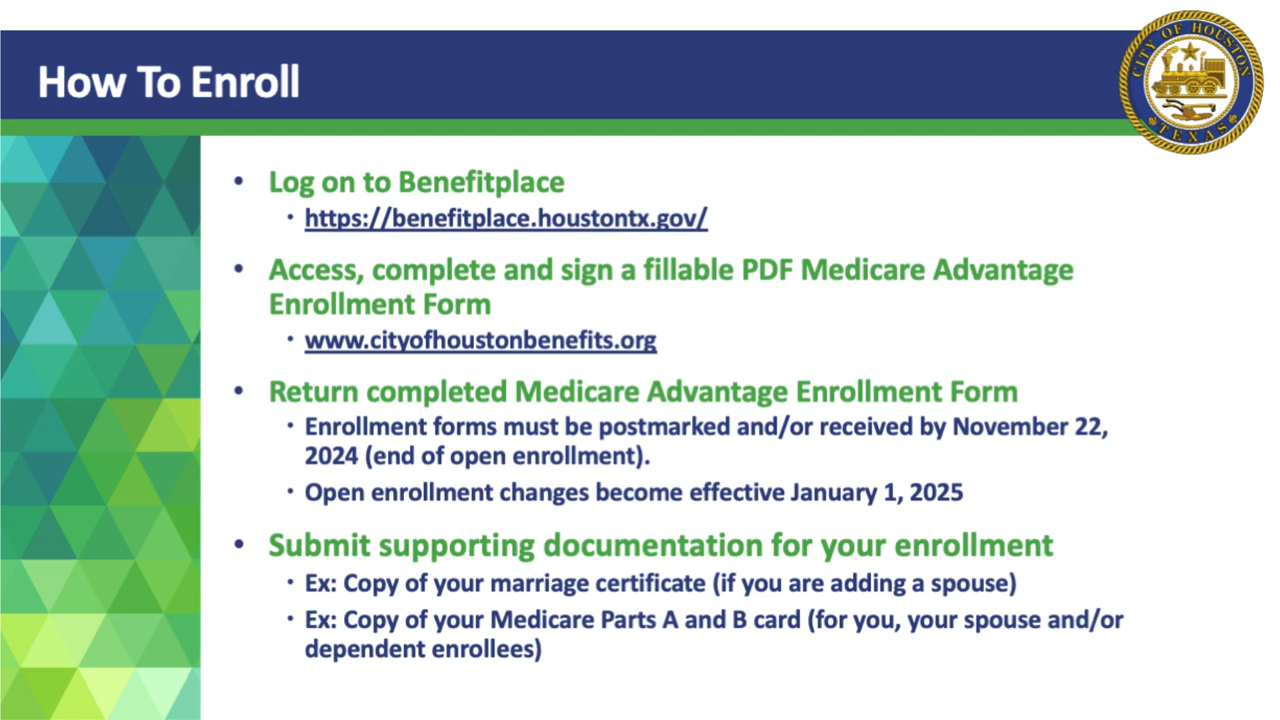 How To Enroll
CITY OF HOUSTON
TEXAS
• Log on to Benefitplace
• https://benefitplace.houstontx.gov/
• Access, complete and sign a fillable PDF Medicare Advantage
Enrollment Form
• www.cityofhoustonbenefits.org
• Return completed Medicare Advantage Enrollment Form
• Enrollment forms must be postmarked and/or received by November 22,
2024 (end of open enrollment).
• Open enrollment changes become effective January 1, 2025
• Submit supporting documentation for your enrollment
• Ex: Copy of your marriage certificate (if you are adding a spouse)
• Ex: Copy of your Medicare Parts A and B card (for you, your spouse and/or
dependent enrollees)